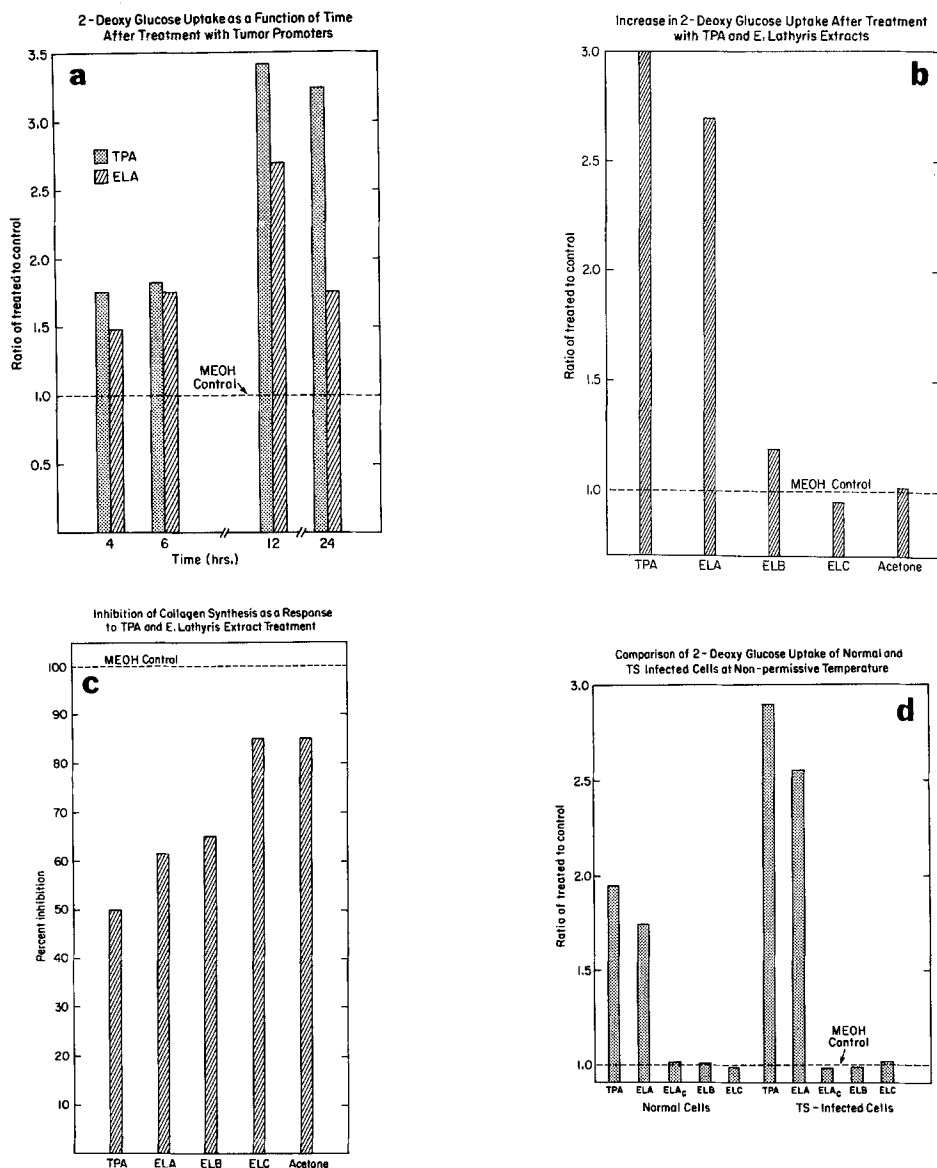 2-Deoxy Glucose Uptake as a Function of Time
After Treatment with Tumor Promoters
a
3.5
3.0
2.5
2.0
1.5
1.0
0.5
Ratio of treated to control
TPA
ELA
MEOH
Control
4 6 12 24
Time (hrs.)
Increase in 2-Deoxy Glucose Uptake After Treatment
with TPA and E. Lathyris Extracts
b
3.0
2.5
2.0
1.5
1.0
Ratio of treated to control
MEOH Control
TPA ELA ELB ELC Acetone
Inhibition of Collagen Synthesis as a Response
to TPA and E. Lathyris Extract Treatment
MEOH Control
c
100
90
80
70
60
50
40
30
20
10
Percent inhibition
TPA ELA ELB ELC Acetone
Comparison of 2-Deoxy Glucose Uptake of Normal and
TS Infected Cells at Non-permissive Temperature
d
3.0
2.5
2.0
1.5
1.0
Ratio of treated to control
MEOH
Control
TPA ELA ELAc ELB ELC TPA ELA ELAc ELB ELC
Normal Cells TS-Infected Cells